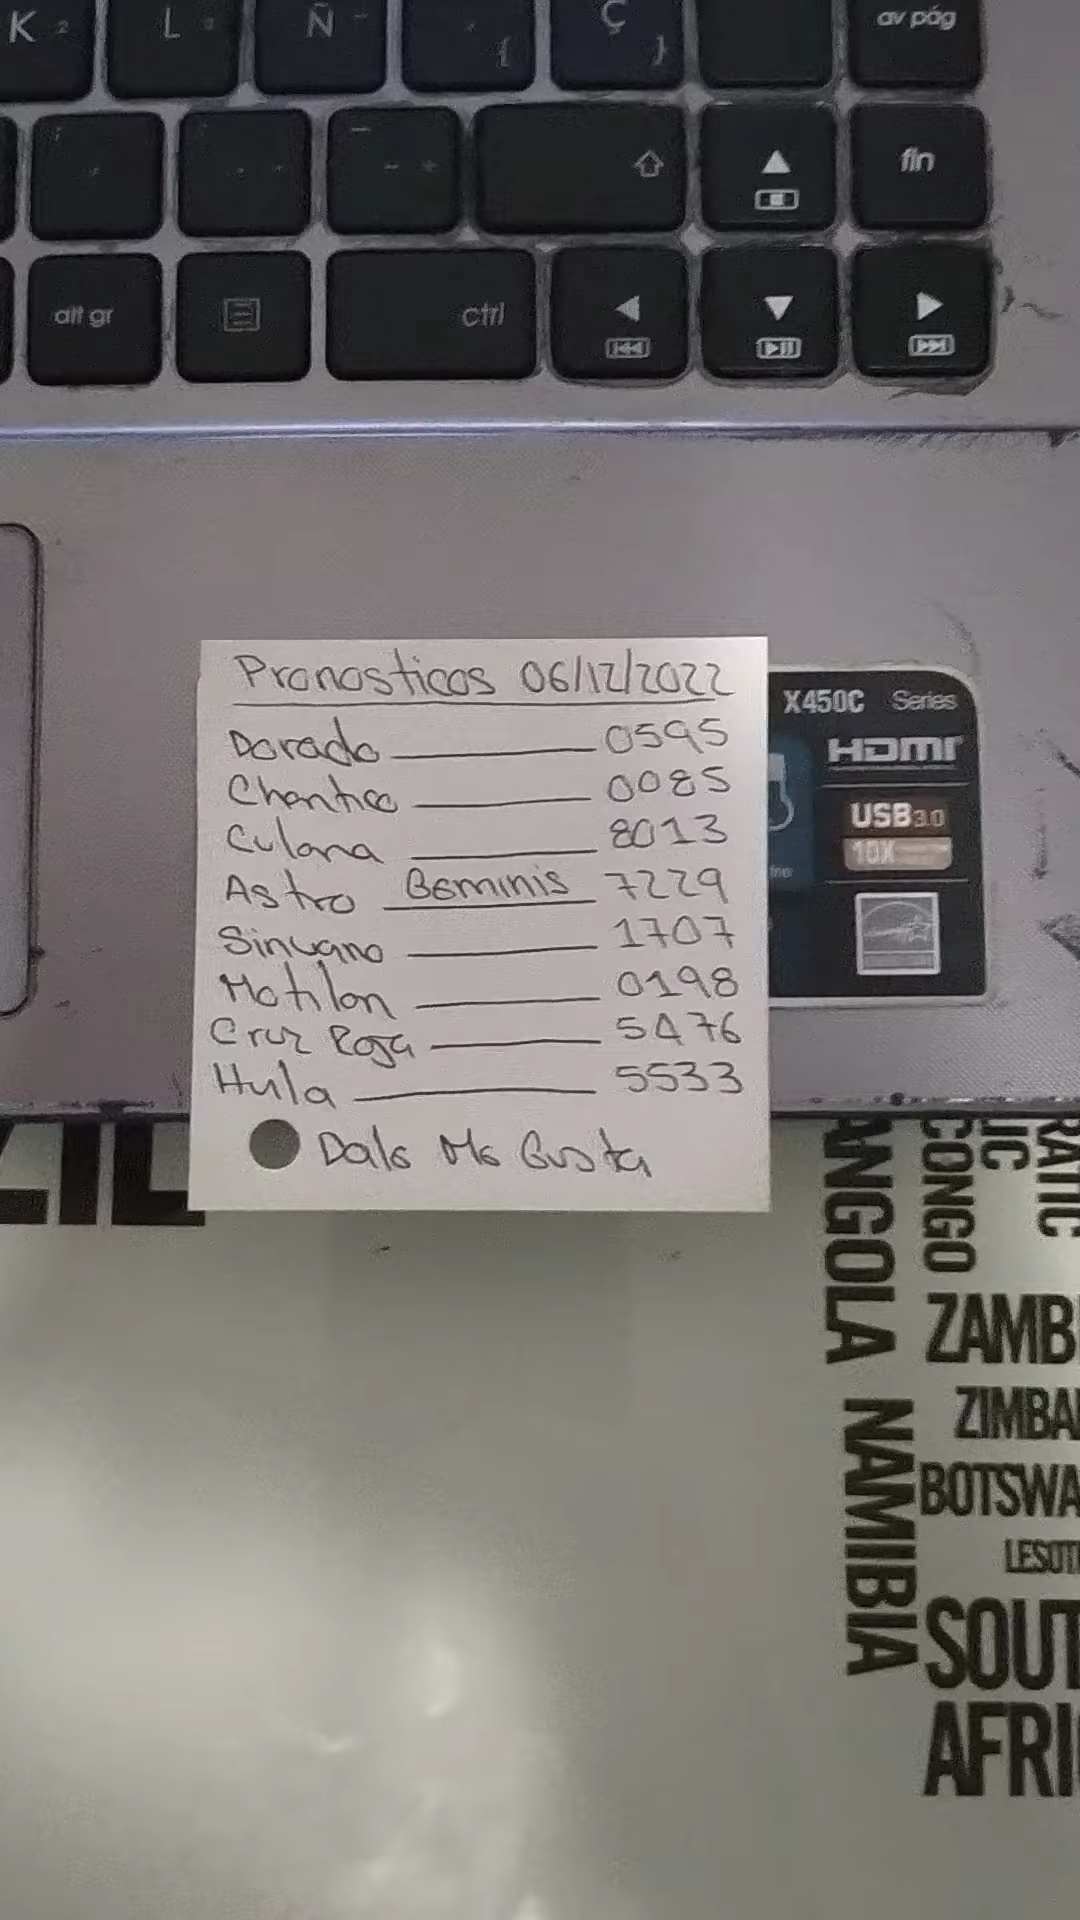 K 2 L Ñ { Ç } av pág
fin
alt gr ctrl
Pronosticos 06/12/2022
Dorado 0595
Chontico 0085
Culona 8013
Astro Geminis 7229
Sinuano 1707
Motilon 0198
Cruz Roja 5476
Hula 5533
Dale Me Gusta
X450C Series
HDMI
USB 3.0
10X
ANGOLA
CONGO
ZAMB
ZIMBA
NAMIBIA
BOTSWA
LESOT
SOUT
AFRI